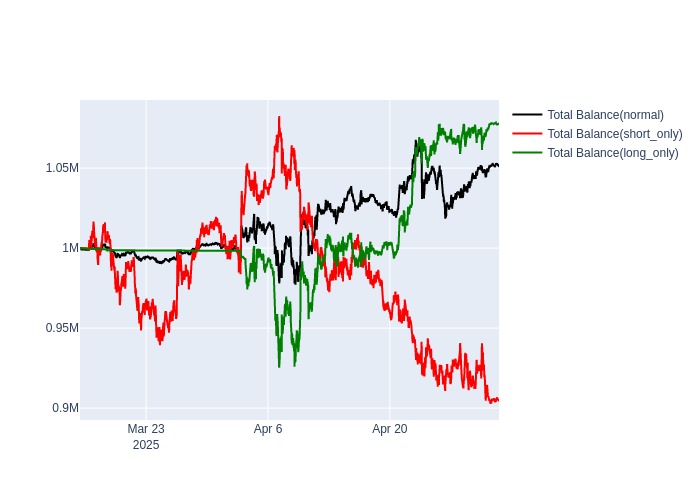 Total Balance(normal)
Total Balance(short_only)
Total Balance(long_only)
1.05M
1M
0.95M
0.9M
Mar 23
2025
Apr 6
Apr 20